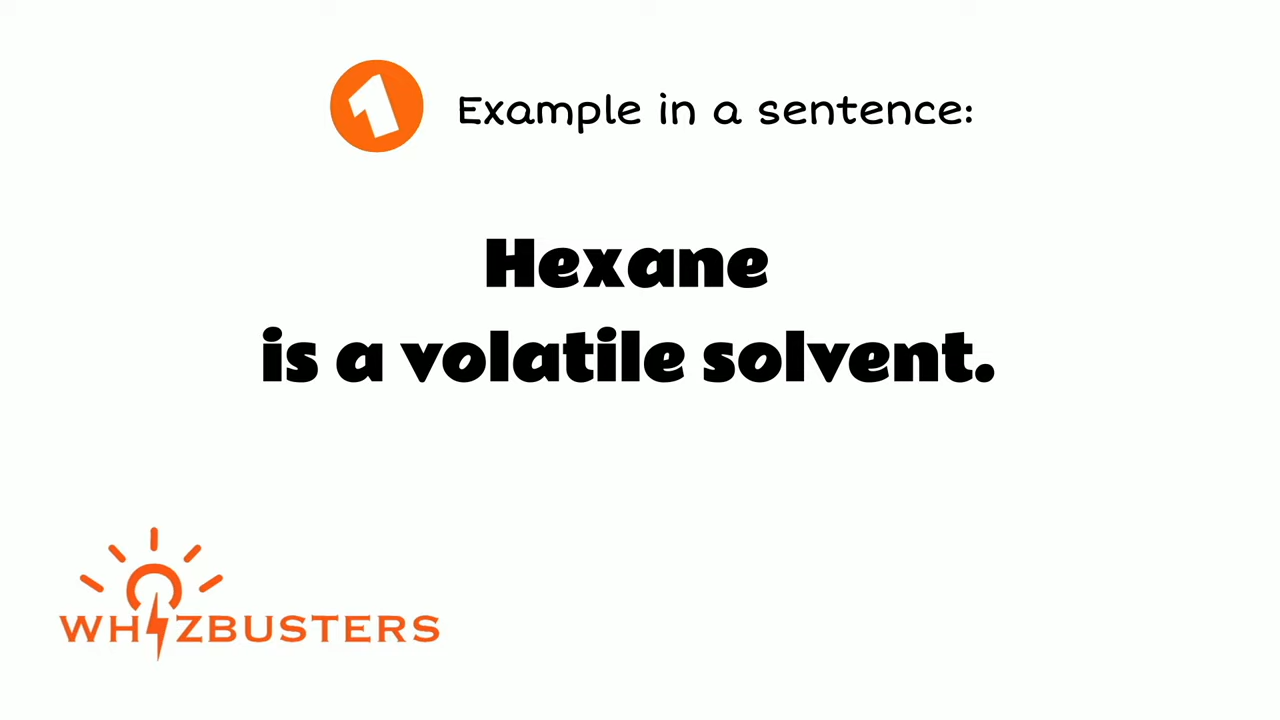 1 Example in a sentence:
Hexane
is a volatile solvent.
WHIZBUSTERS